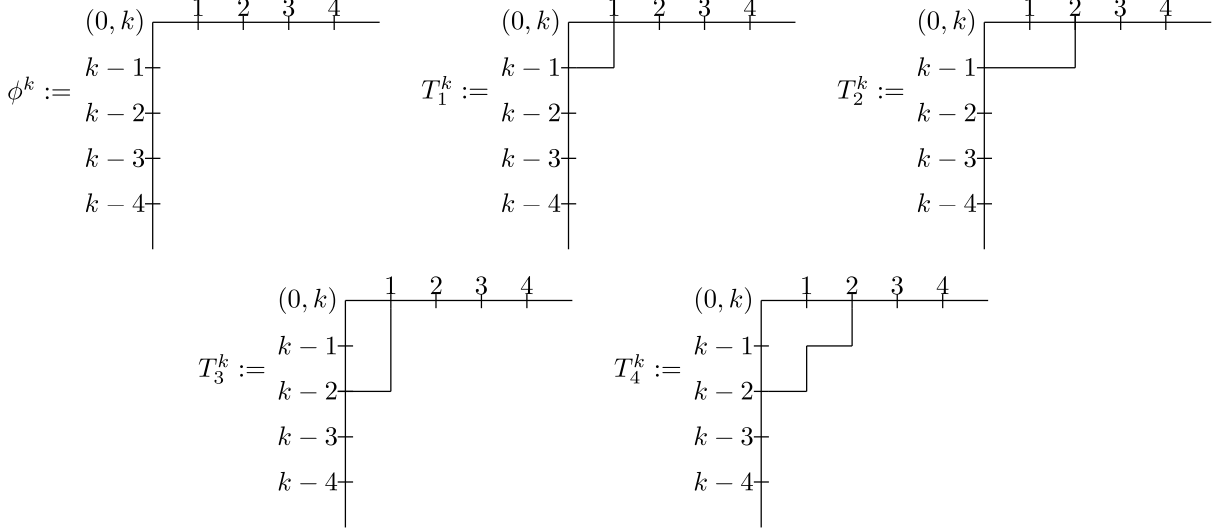 (0, k) 1 2 3 4 (0, k) 1 2 3 4 (0, k) 1 2 3 4
k − 1 k − 1 k − 1
ϕ^k := T_1^k := T_2^k :=
k − 2 k − 2 k − 2
k − 3 k − 3 k − 3
k − 4 k − 4 k − 4
(0, k) 1 2 3 4 (0, k) 1 2 3 4
k − 1 k − 1
T_3^k := T_4^k :=
k − 2 k − 2
k − 3 k − 3
k − 4 k − 4